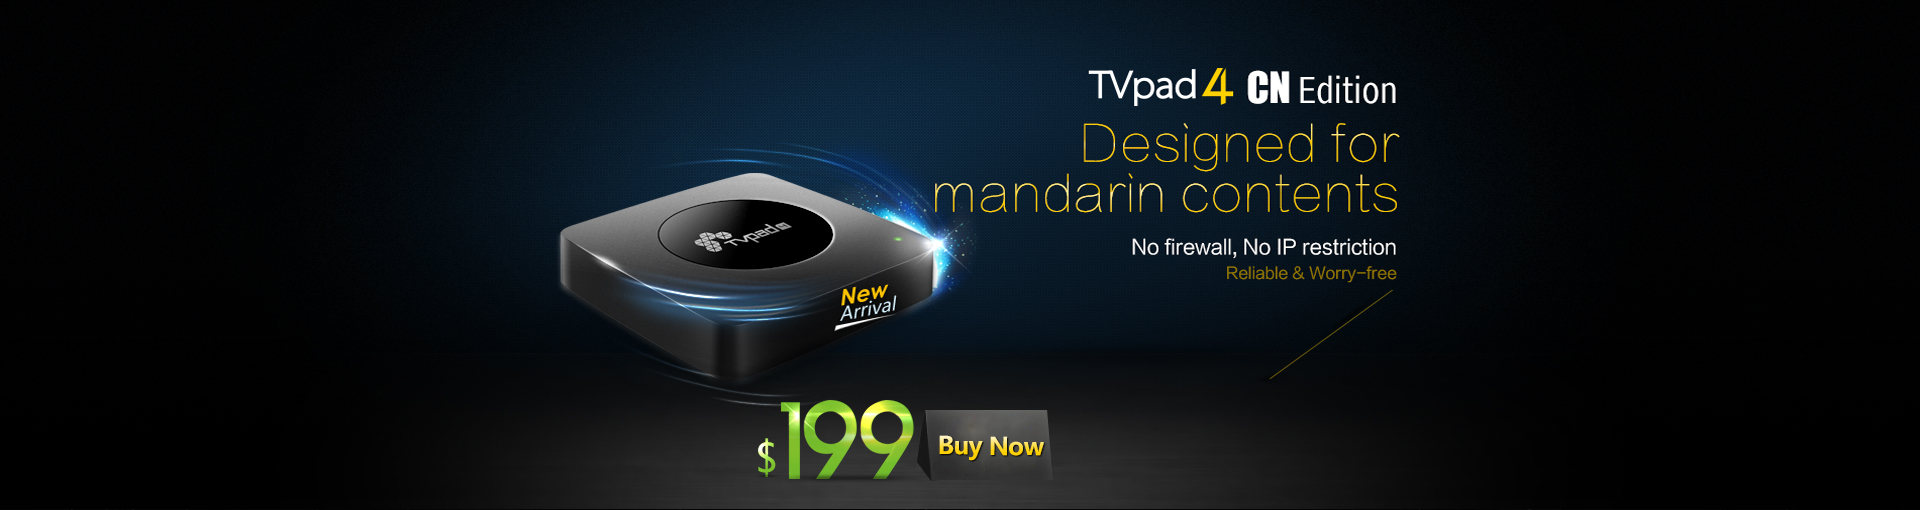 TVpad4 CN Edition
Designed for
mandarin contents
No firewall, No IP restriction
Reliable & Worry-free
TVpad
New
Arrival
$199
Buy Now